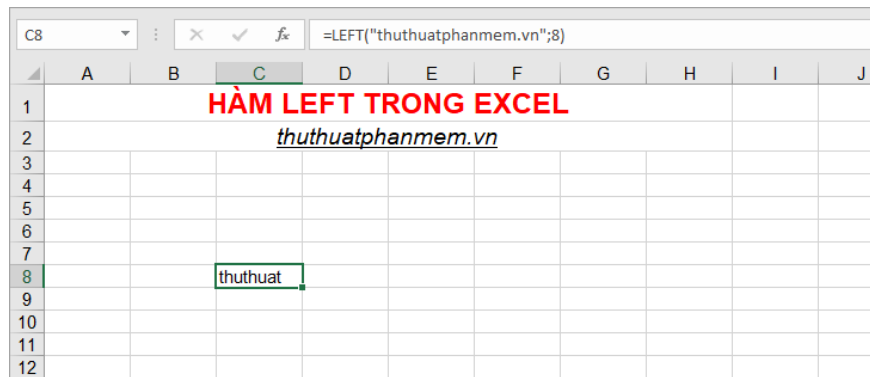 C8 fx =LEFT("thuthuatphanmem.vn";8)
A B C D E F G H I J
1 HÀM LEFT TRONG EXCEL
2 thuthuatphanmem.vn
3
4
5
6
7
8 thuthuat
9
10
11
12